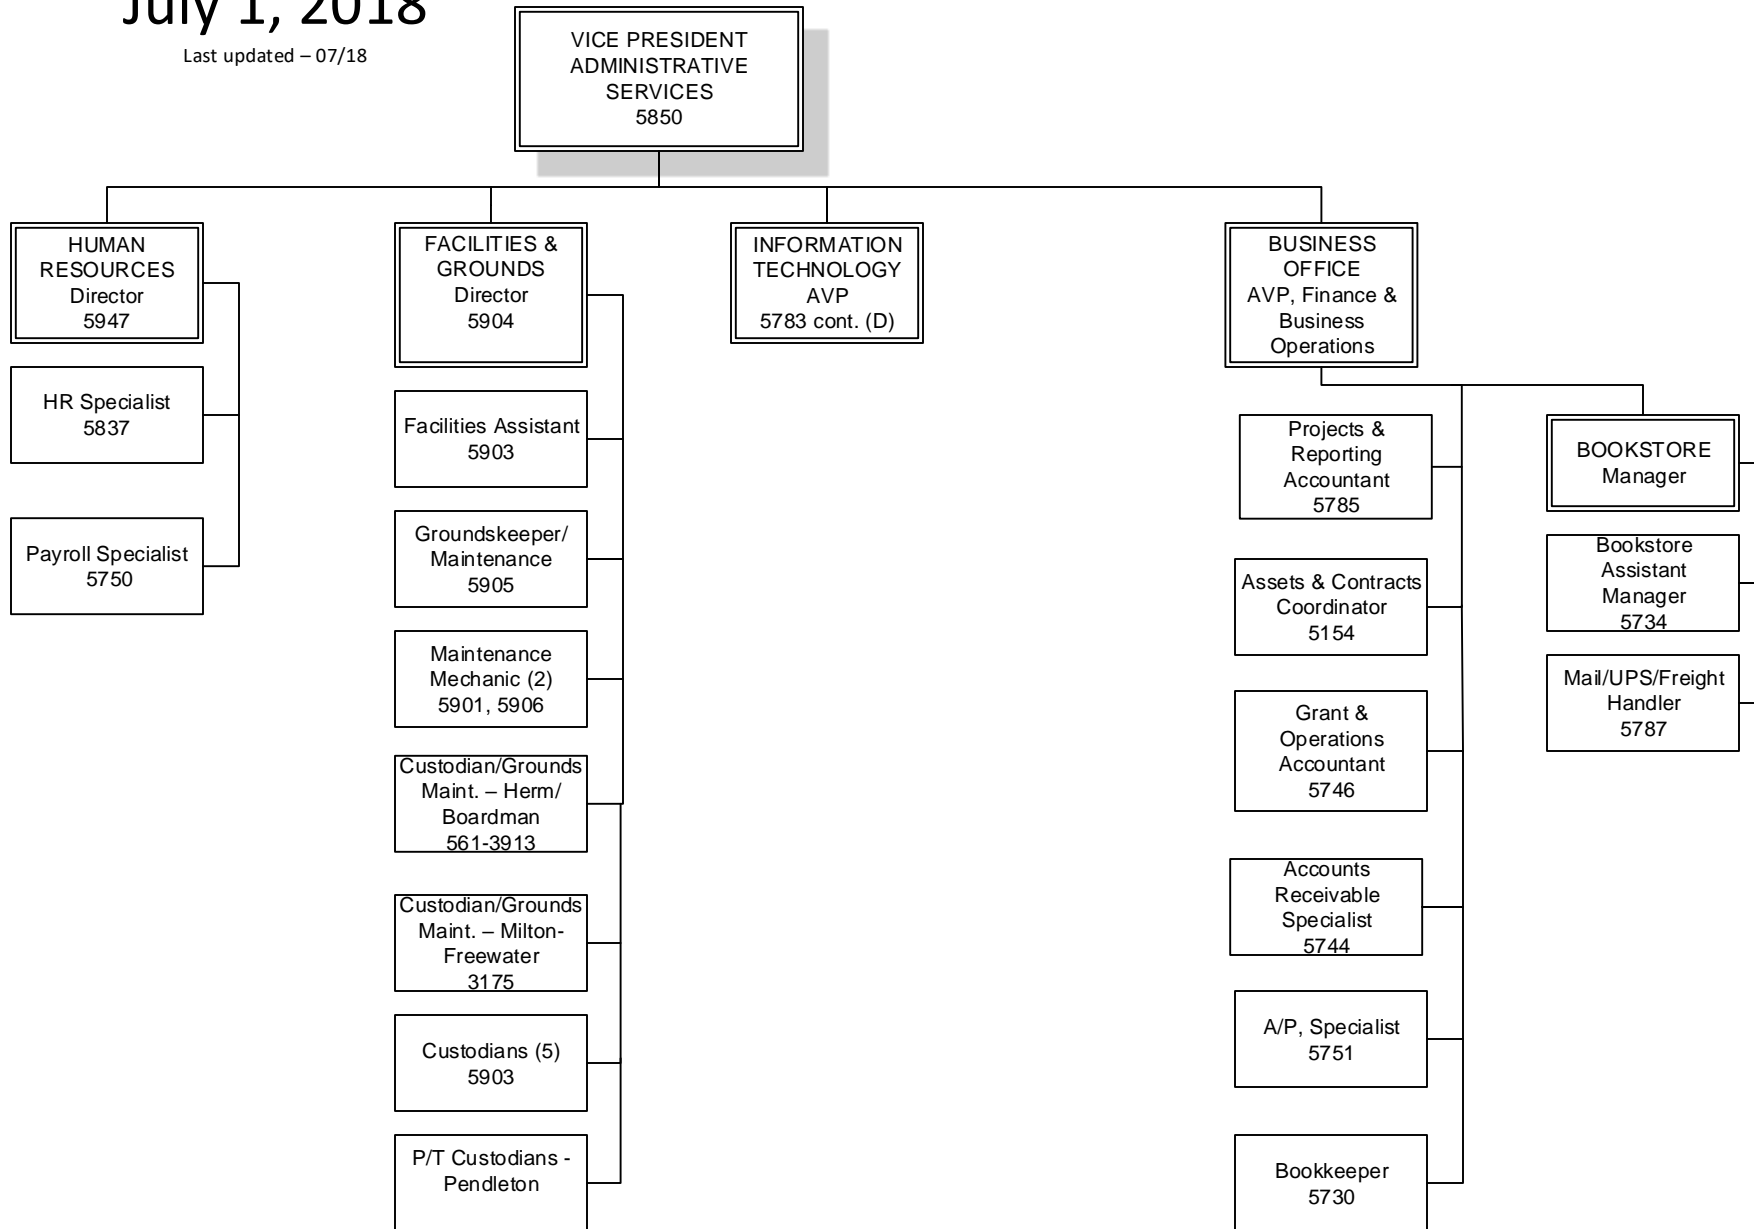 July 1, 2018
Last updated – 07/18
VICE PRESIDENT
ADMINISTRATIVE
SERVICES
5850
HUMAN
RESOURCES
Director
5947
HR Specialist
5837
Payroll Specialist
5750
FACILITIES &
GROUNDS
Director
5904
Facilities Assistant
5903
Groundskeeper/
Maintenance
5905
Maintenance
Mechanic (2)
5901, 5906
Custodian/Grounds
Maint. – Herm/
Boardman
561-3913
Custodian/Grounds
Maint. – Milton-
Freewater
3175
Custodians (5)
5903
P/T Custodians -
Pendleton
INFORMATION
TECHNOLOGY
AVP
5783 cont. (D)
BUSINESS
OFFICE
AVP, Finance &
Business
Operations
Projects &
Reporting
Accountant
5785
Assets & Contracts
Coordinator
5154
Grant &
Operations
Accountant
5746
Accounts
Receivable
Specialist
5744
A/P, Specialist
5751
Bookkeeper
5730
BOOKSTORE
Manager
Bookstore
Assistant
Manager
5734
Mail/UPS/Freight
Handler
5787